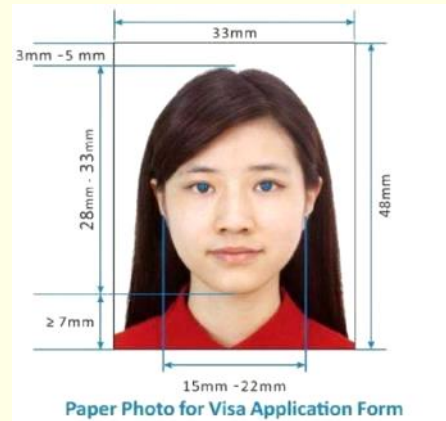 33mm
3mm -5 mm
28mm - 33mm
48mm
≥ 7mm
15mm -22mm
Paper Photo for Visa Application Form